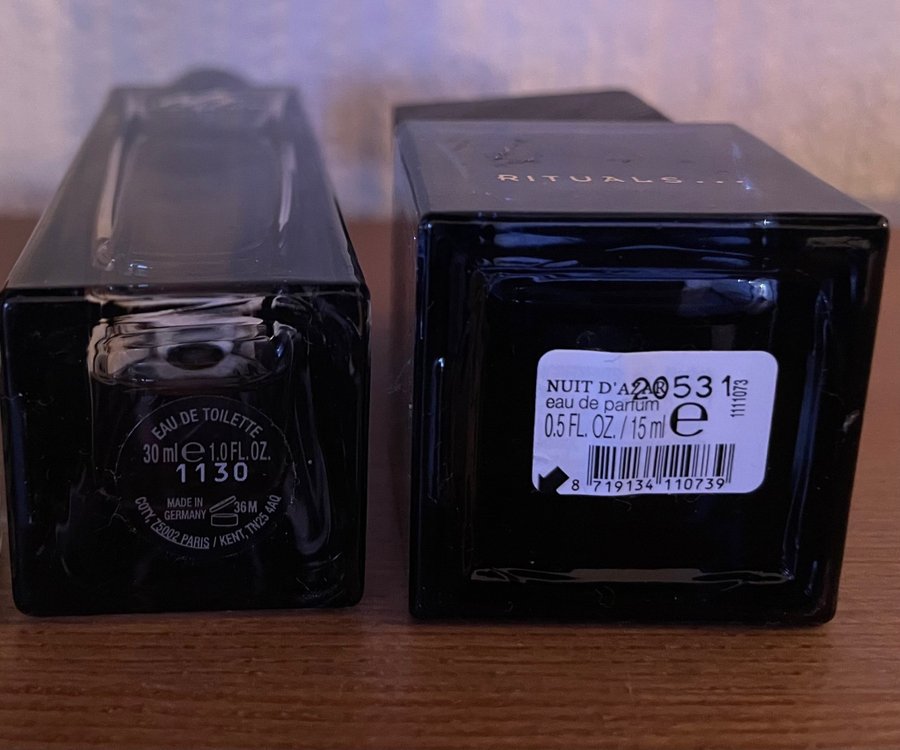 EAU DE TOILETTE
30 ml e 1.0 FL. OZ.
1130
MADE IN
GERMANY
36 M
COTY, 75002 PARIS / KENT, TN25 4AQ
RITUALS...
NUIT D'AZAR
20531
eau de parfum
0.5 FL. OZ. / 15 ml e
1111073
8 719134 110739